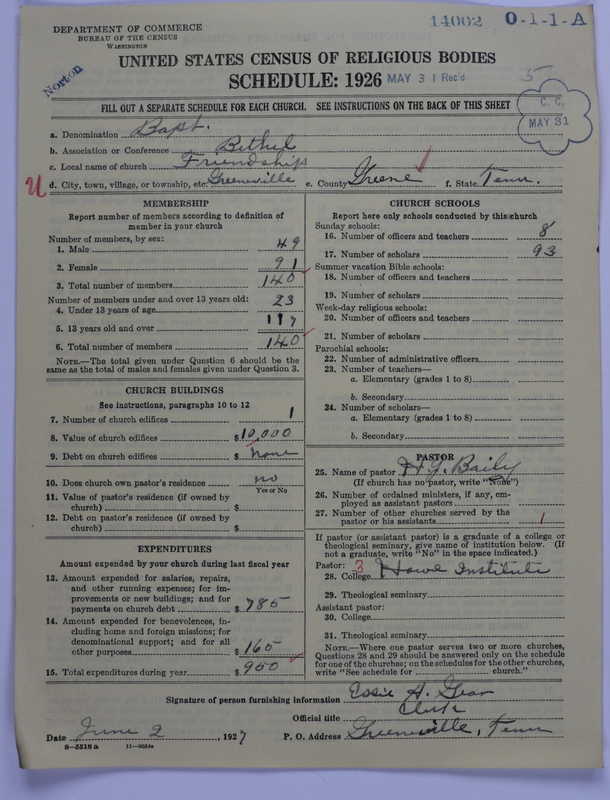 14002 O-1-1-A
DEPARTMENT OF COMMERCE
BUREAU OF THE CENSUS
WASHINGTON
Norton
UNITED STATES CENSUS OF RELIGIOUS BODIES
SCHEDULE: 1926 MAY 31 Rec'd
5
C. C.
MAY 31
FILL OUT A SEPARATE SCHEDULE FOR EACH CHURCH. SEE INSTRUCTIONS ON THE BACK OF THIS SHEET
a. Denomination Bapt.
b. Association or Conference Bethel
c. Local name of church Friendship
U d. City, town, village, or township, etc. Greeneville e. County Greene f. State Tenn.
MEMBERSHIP
Report number of members according to definition of
member in your church
Number of members, by sex:
1. Male 49
2. Female 91
3. Total number of members 140
Number of members under and over 13 years old:
4. Under 13 years of age 23
5. 13 years old and over 117
6. Total number of members 140
NOTE.—The total given under Question 6 should be the
same as the total of males and females given under Question 3.
CHURCH BUILDINGS
See instructions, paragraphs 10 to 12
7. Number of church edifices 1
8. Value of church edifices $10,000
9. Debt on church edifices $ none
10. Does church own pastor's residence no
Yes or No
11. Value of pastor's residence (if owned by
church) $
12. Debt on pastor's residence (if owned by
church) $
EXPENDITURES
Amount expended by your church during last fiscal year
13. Amount expended for salaries, repairs,
and other running expenses; for im-
provements or new buildings; and for
payments on church debt $ 785
14. Amount expended for benevolences, in-
cluding home and foreign missions; for
denominational support; and for all
other purposes $ 165
15. Total expenditures during year $ 950
CHURCH SCHOOLS
Report here only schools conducted by this church
Sunday schools:
16. Number of officers and teachers 8
17. Number of scholars 93
Summer vacation Bible schools:
18. Number of officers and teachers
19. Number of scholars
Week-day religious schools:
20. Number of officers and teachers
21. Number of scholars
Parochial schools:
22. Number of administrative officers
23. Number of teachers—
a. Elementary (grades 1 to 8)
b. Secondary
24. Number of scholars—
a. Elementary (grades 1 to 8)
b. Secondary
PASTOR
25. Name of pastor H. J. Baily
(If church has no pastor, write "None")
26. Number of ordained ministers, if any, em-
ployed as assistant pastors
27. Number of other churches served by the
pastor or his assistants 1
If pastor (or assistant pastor) is a graduate of a college or
theological seminary, give name of institution below. (If
not a graduate, write "No" in the space indicated.)
Pastor: 3
28. College Howe Institute
29. Theological seminary
Assistant pastor:
30. College
31. Theological seminary
NOTE.—Where one pastor serves two or more churches,
Questions 28 and 29 should be answered only on the schedule
for one of the churches; on the schedules for the other churches,
write "See schedule for church."
Signature of person furnishing information Essie A. Gear
Official title Clerk
Date June 2, 1927 P. O. Address Greeneville, Tenn
8—5518 a 11—9554a